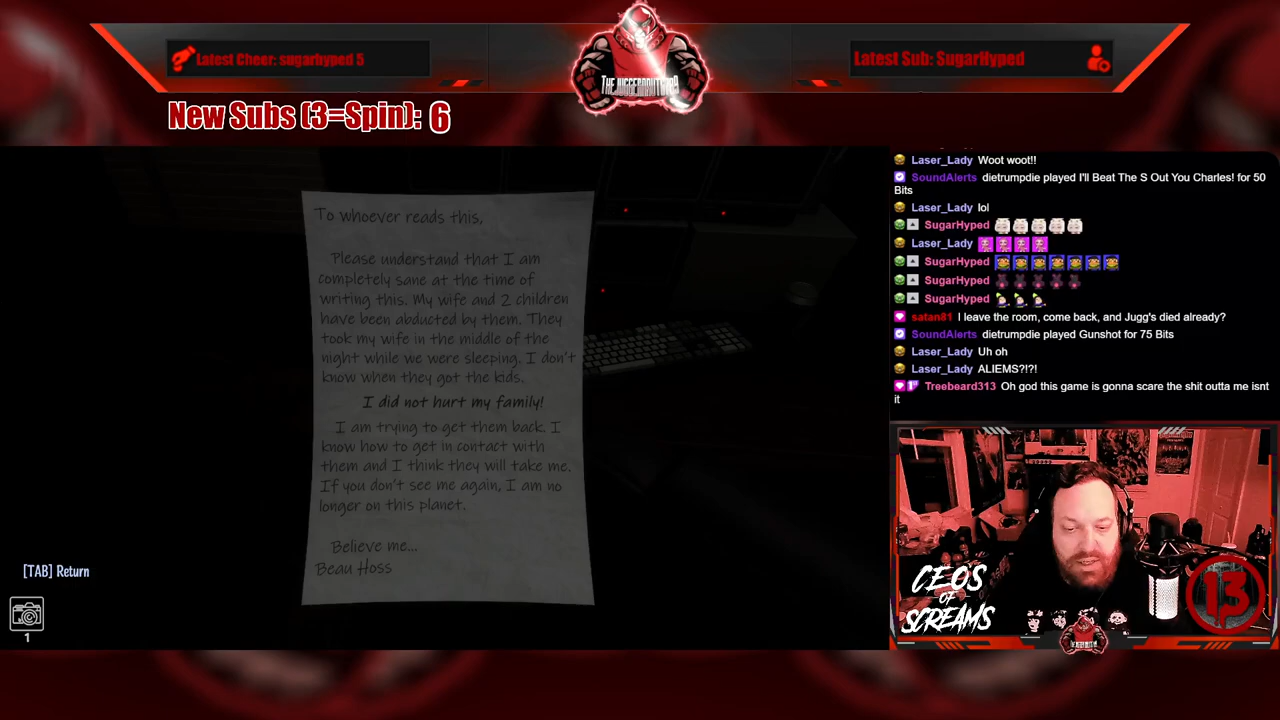 Latest Cheer: sugarhyped 5
Latest Sub: SugarHyped
New Subs (3=Spin): 6
To whoever reads this,
Please understand that I am
completely sane at the time of
writing this. My wife and 2 children
have been abducted by them. They
took my wife in the middle of the
night while we were sleeping. I don't
know when they got the kids.
I did not hurt my family!
I am trying to get them back. I
know how to get in contact with
them and I think they will take me.
If you don't see me again, I am no
longer on this planet.
Believe me...
Beau Hoss
[TAB] Return
1
Laser_Lady Woot woot!!
SoundAlerts dietrumpdie played I'll Beat The S Out You Charles! for 50
Bits
Laser_Lady lol
SugarHyped
Laser_Lady
SugarHyped
SugarHyped
SugarHyped
satan81 I leave the room, come back, and Jugg's died already?
SoundAlerts dietrumpdie played Gunshot for 75 Bits
Laser_Lady Uh oh
Laser_Lady ALIEMS?!?!
Treebeard313 Oh god this game is gonna scare the shit outta me isnt
it
CEOS
OF
SCREAMS
13